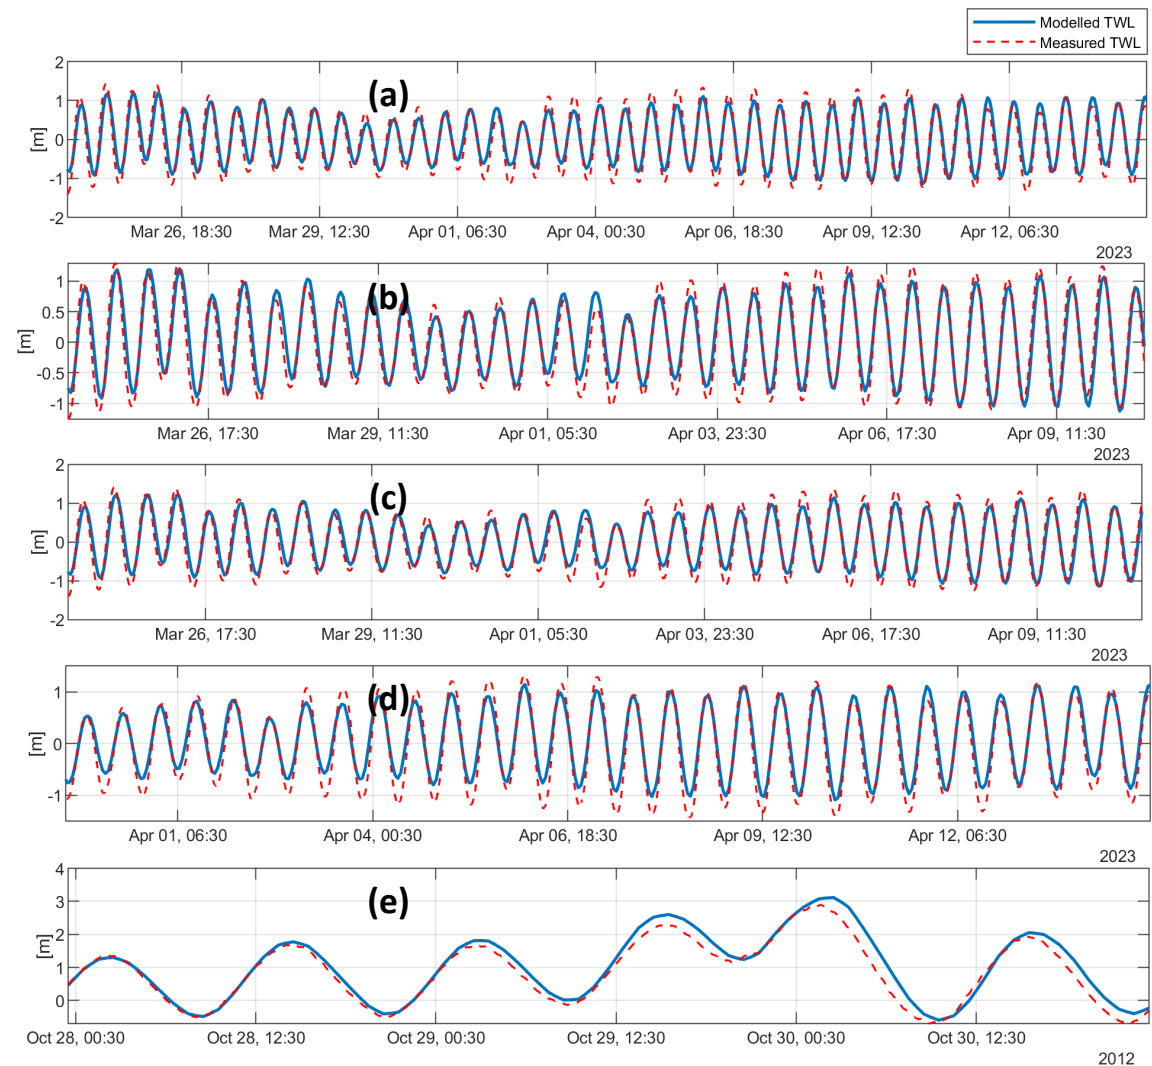 Modelled TWL
Measured TWL
(a)
[m]
2
1
0
-1
-2
Mar 26, 18:30 Mar 29, 12:30 Apr 01, 06:30 Apr 04, 00:30 Apr 06, 18:30 Apr 09, 12:30 Apr 12, 06:30
2023
(b)
[m]
1
0.5
0
-0.5
-1
Mar 26, 17:30 Mar 29, 11:30 Apr 01, 05:30 Apr 03, 23:30 Apr 06, 17:30 Apr 09, 11:30
2023
(c)
[m]
2
1
0
-1
-2
Mar 26, 17:30 Mar 29, 11:30 Apr 01, 05:30 Apr 03, 23:30 Apr 06, 17:30 Apr 09, 11:30
2023
(d)
[m]
1
0
-1
Apr 01, 06:30 Apr 04, 00:30 Apr 06, 18:30 Apr 09, 12:30 Apr 12, 06:30
2023
(e)
[m]
4
3
2
1
0
Oct 28, 00:30 Oct 28, 12:30 Oct 29, 00:30 Oct 29, 12:30 Oct 30, 00:30 Oct 30, 12:30
2012